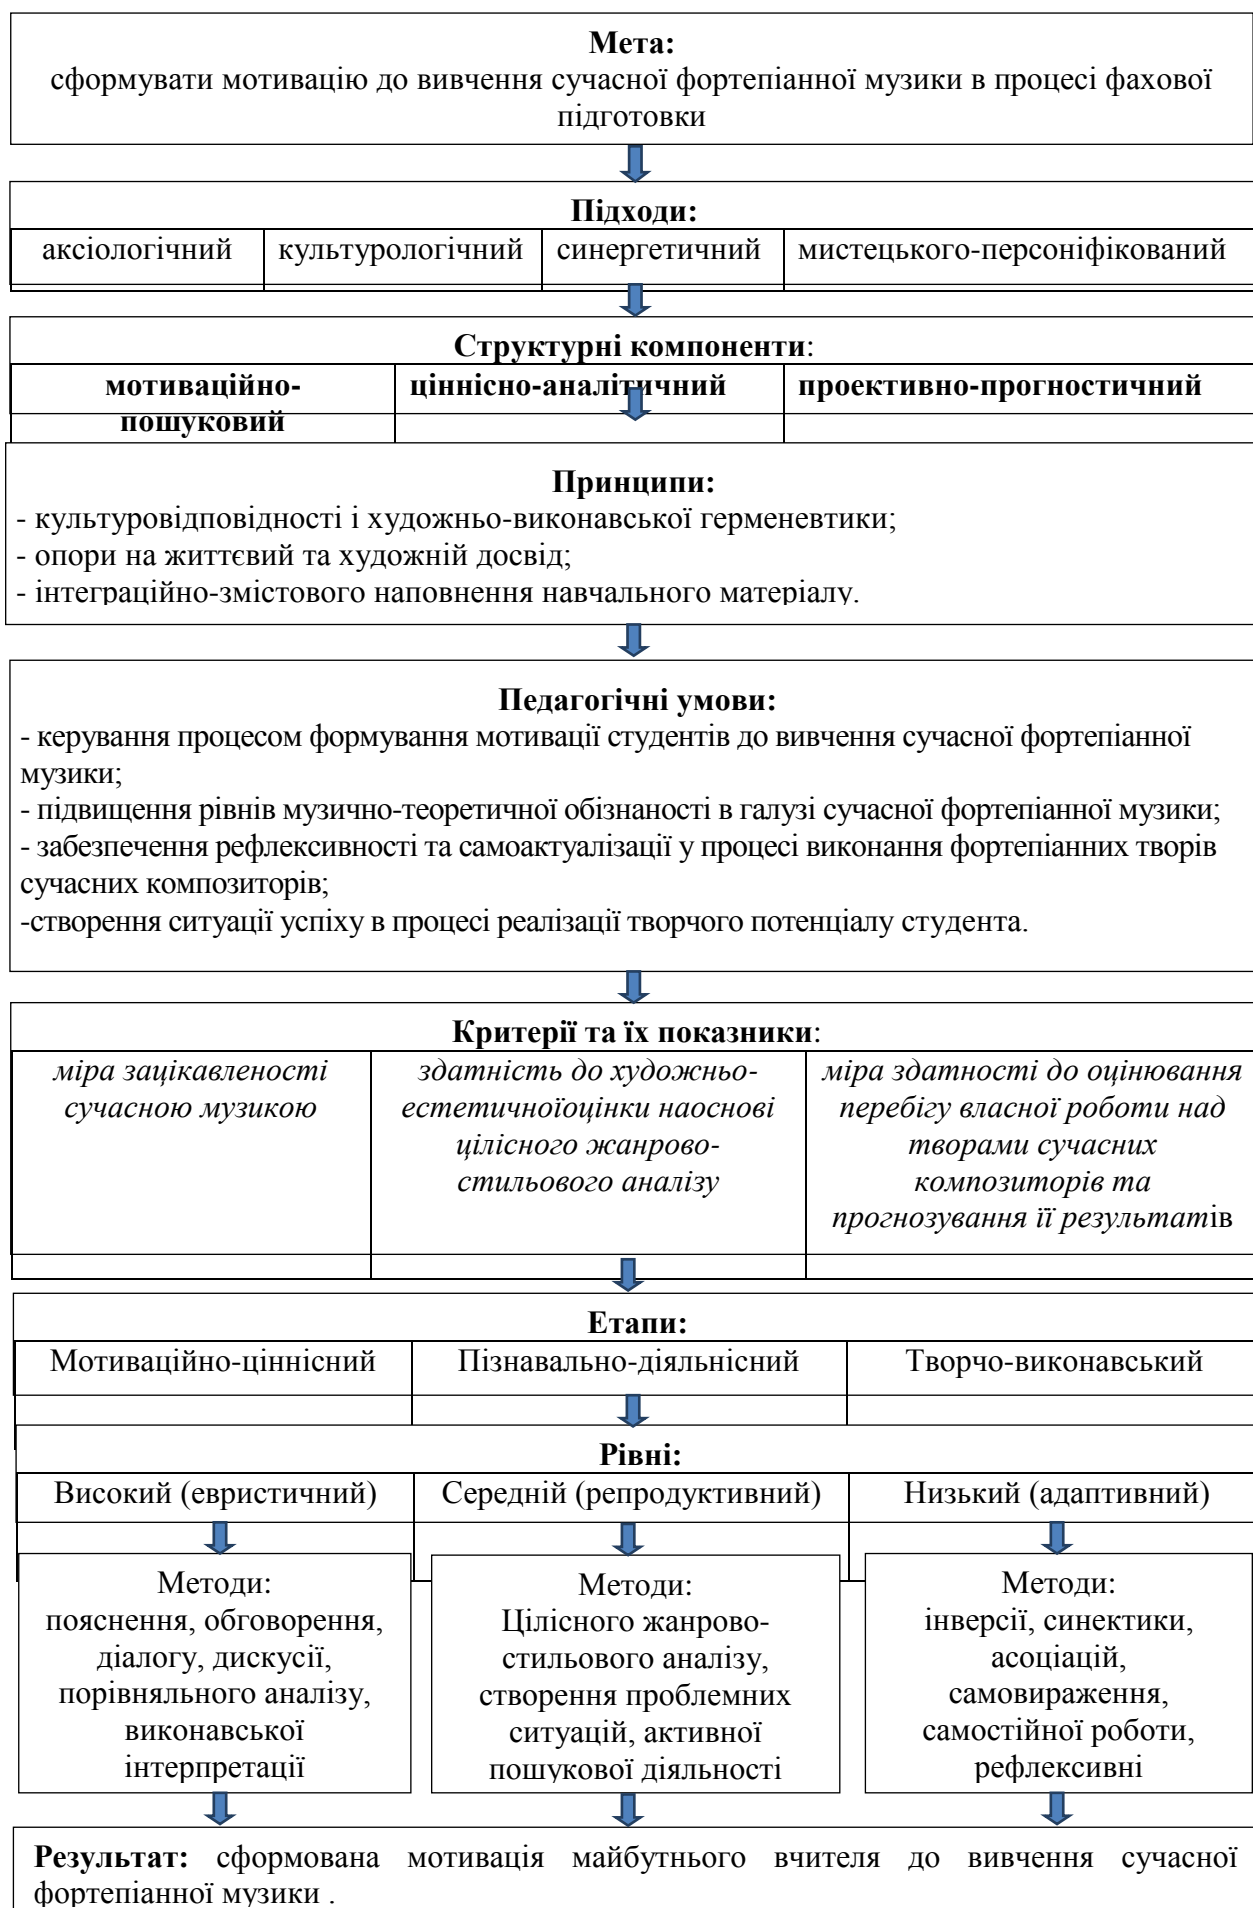 Мета:
сформувати мотивацію до вивчення сучасної фортепіанної музики в процесі фахової
підготовки
Підходи:
аксіологічний культурологічний синергетичний мистецького-персоніфікований
Структурні компоненти:
мотиваційно- ціннісно-аналітичний проективно-прогностичний
пошуковий
Принципи:
- культуровідповідності і художньо-виконавської герменевтики;
- опори на життєвий та художній досвід;
- інтеграційно-змістового наповнення навчального матеріалу.
Педагогічні умови:
- керування процесом формування мотивації студентів до вивчення сучасної фортепіанної
музики;
- підвищення рівнів музично-теоретичної обізнаності в галузі сучасної фортепіанної музики;
- забезпечення рефлексивності та самоактуалізації у процесі виконання фортепіанних творів
сучасних композиторів;
-створення ситуації успіху в процесі реалізації творчого потенціалу студента.
Критерії та їх показники:
міра зацікавленості
сучасною музикою
здатність до художньо-
естетичноїоцінки наоснові
цілісного жанрово-
стильового аналізу
міра здатності до оцінювання
перебігу власної роботи над
творами сучасних
композиторів та
прогнозування її результатів
Етапи:
Мотиваційно-ціннісний Пізнавально-діяльнісний Творчо-виконавський
Рівні:
Високий (евристичний) Середній (репродуктивний) Низький (адаптивний)
Методи:
пояснення, обговорення,
діалогу, дискусії,
порівняльного аналізу,
виконавської
інтерпретації
Методи:
Цілісного жанрово-
стильового аналізу,
створення проблемних
ситуацій, активної
пошукової діяльності
Методи:
інверсії, синектики,
асоціацій,
самовираження,
самостійної роботи,
рефлексивні
Результат: сформована мотивація майбутнього вчителя до вивчення сучасної
фортепіанної музики .